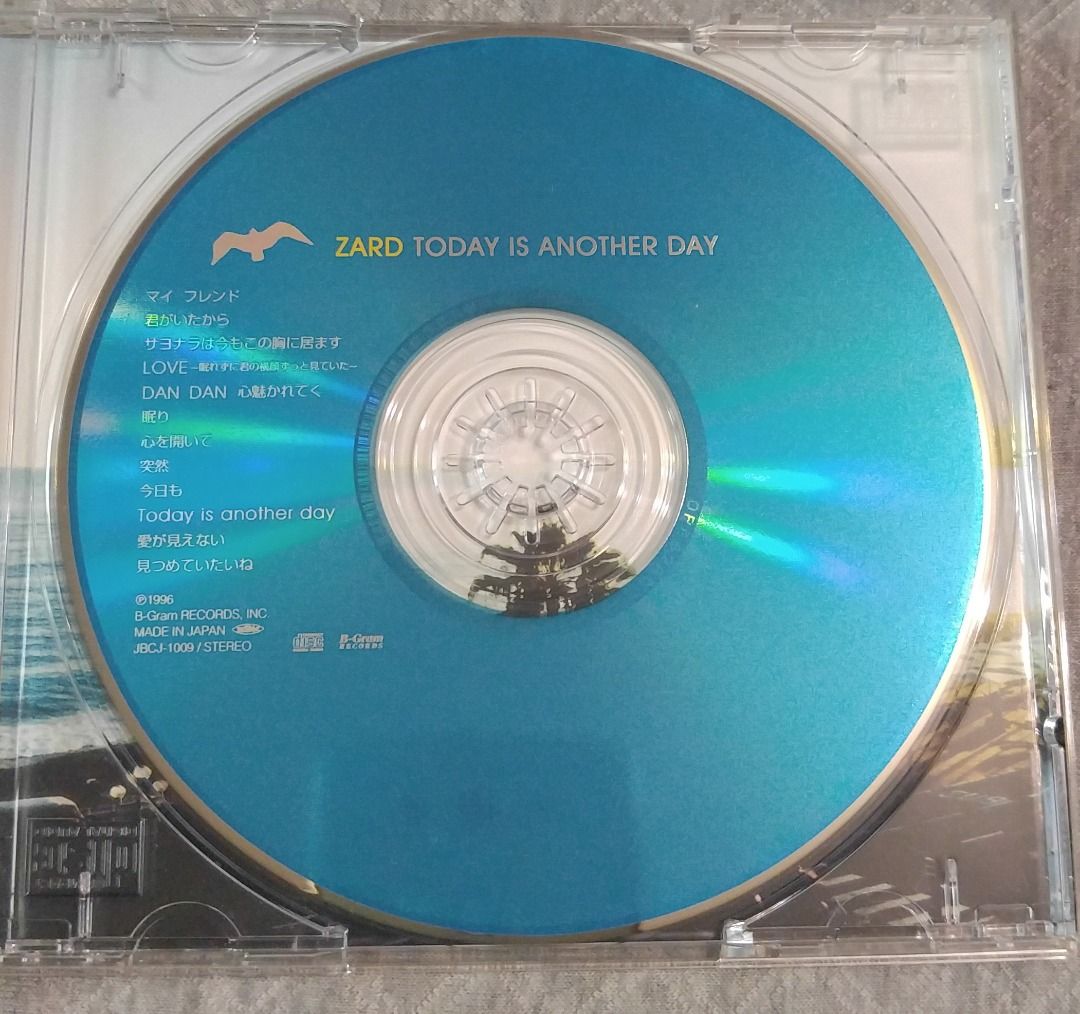 ZARD TODAY IS ANOTHER DAY
マイ フレンド
君がいたから
サヨナラは今もこの胸に居ます
LOVE ~眠れずに君の横顔ずっと見ていた~
DAN DAN 心魅かれてく
眠り
心を開いて
突然
今日も
Today is another day
愛が見えない
見つめていたいね
℗1996
B-Gram RECORDS, INC.
MADE IN JAPAN
JBCJ-1009 / STEREO
disc
B-Gram
RECORDS